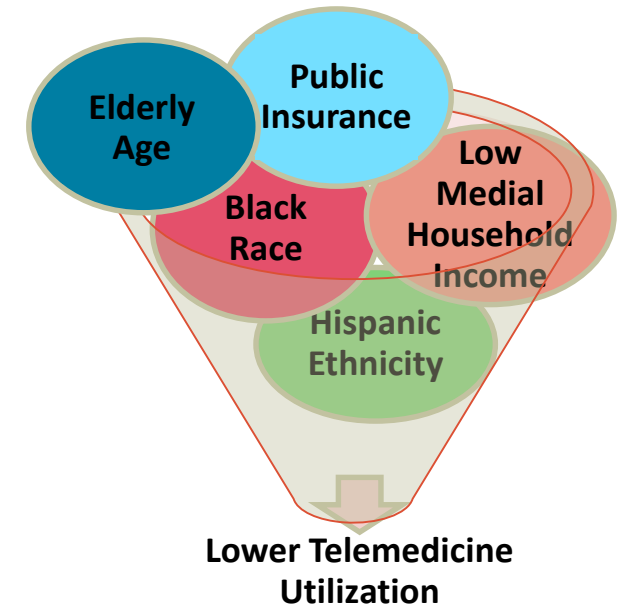 Elderly
Age
Public
Insurance
Black
Race
Low
Medial
Household
Income
Hispanic
Ethnicity
Lower Telemedicine
Utilization